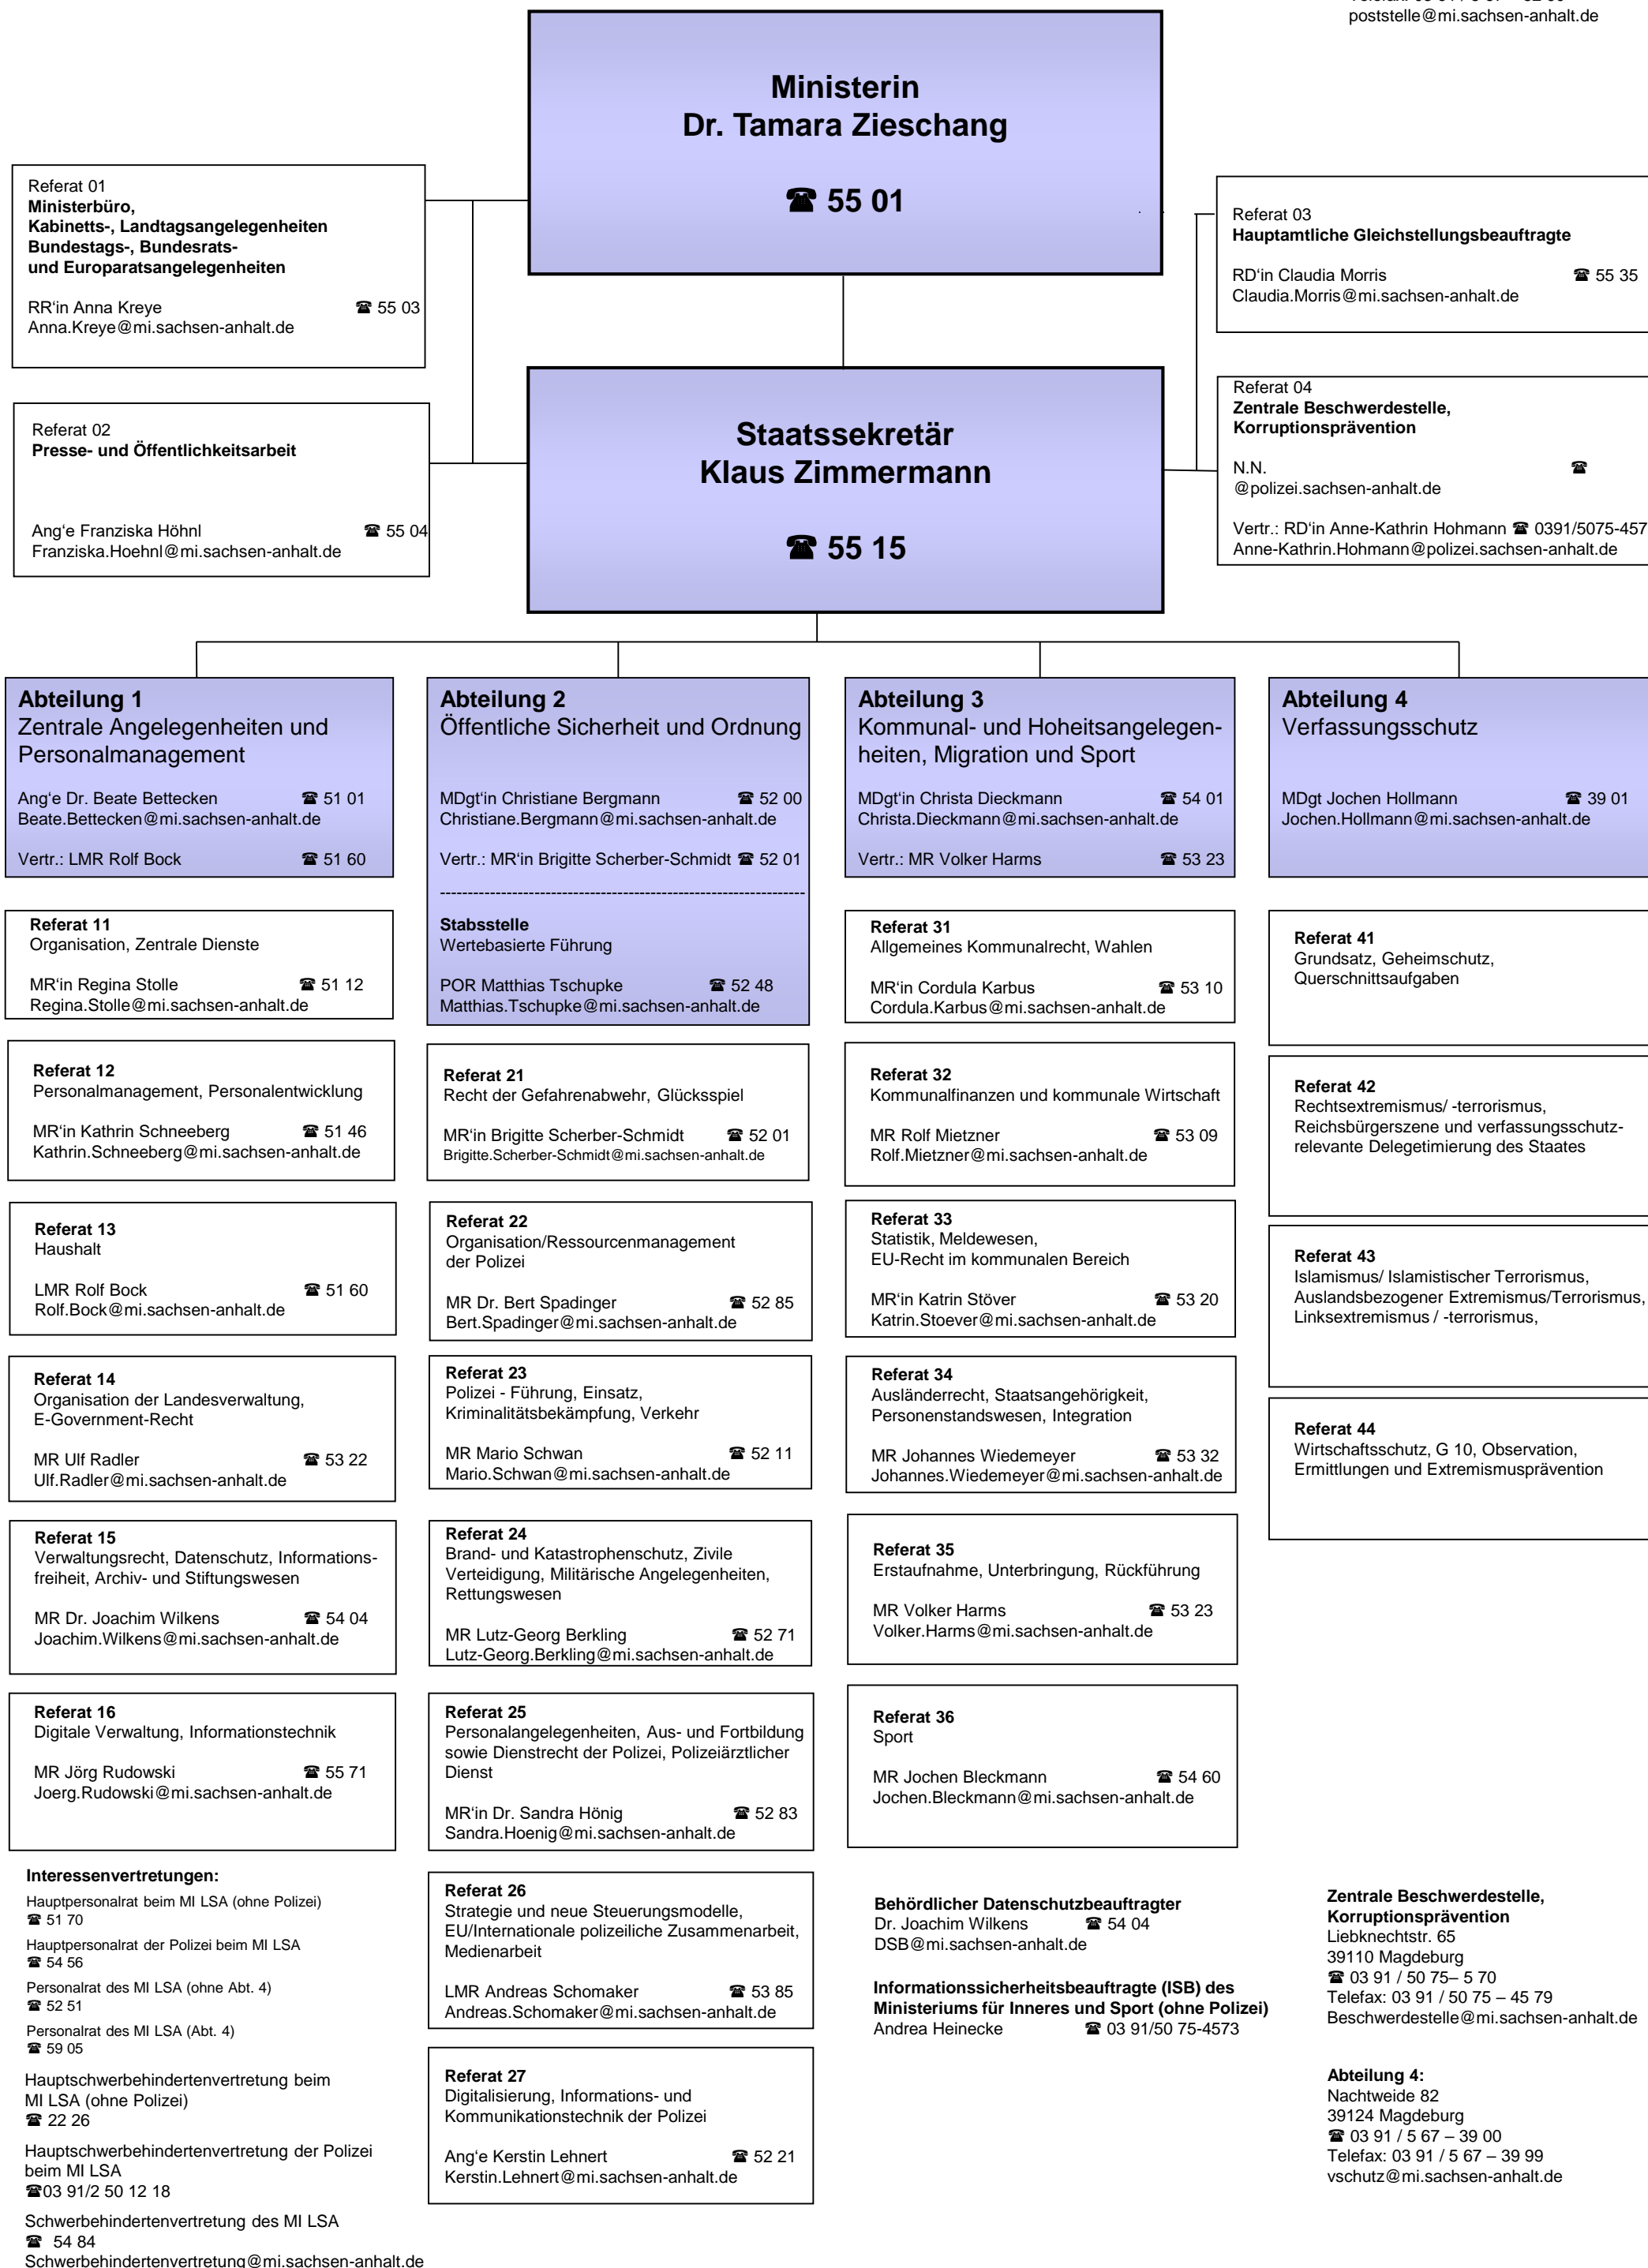 poststelle@mi.sachsen-anhalt.de
Ministerin
Dr. Tamara Zieschang
☎ 55 01
Referat 01
Ministerbüro,
Kabinetts-, Landtagsangelegenheiten
Bundestags-, Bundesrats-
und Europaratsangelegenheiten
RR‘in Anna Kreye ☎ 55 03
Anna.Kreye@mi.sachsen-anhalt.de
Referat 03
Hauptamtliche Gleichstellungsbeauftragte
RD‘in Claudia Morris ☎ 55 35
Claudia.Morris@mi.sachsen-anhalt.de
Referat 02
Presse- und Öffentlichkeitsarbeit
Ang‘e Franziska Höhnl ☎ 55 04
Franziska.Hoehnl@mi.sachsen-anhalt.de
Staatssekretär
Klaus Zimmermann
☎ 55 15
Referat 04
Zentrale Beschwerdestelle,
Korruptionsprävention
N.N. ☎
@polizei.sachsen-anhalt.de
Vertr.: RD‘in Anne-Kathrin Hohmann ☎ 0391/5075-457
Anne-Kathrin.Hohmann@polizei.sachsen-anhalt.de
Abteilung 1
Zentrale Angelegenheiten und
Personalmanagement
Ang‘e Dr. Beate Bettecken ☎ 51 01
Beate.Bettecken@mi.sachsen-anhalt.de
Vertr.: LMR Rolf Bock ☎ 51 60
Referat 11
Organisation, Zentrale Dienste
MR‘in Regina Stolle ☎ 51 12
Regina.Stolle@mi.sachsen-anhalt.de
Referat 12
Personalmanagement, Personalentwicklung
MR‘in Kathrin Schneeberg ☎ 51 46
Kathrin.Schneeberg@mi.sachsen-anhalt.de
Referat 13
Haushalt
LMR Rolf Bock ☎ 51 60
Rolf.Bock@mi.sachsen-anhalt.de
Referat 14
Organisation der Landesverwaltung,
E-Government-Recht
MR Ulf Radler ☎ 53 22
Ulf.Radler@mi.sachsen-anhalt.de
Referat 15
Verwaltungsrecht, Datenschutz, Informations-
freiheit, Archiv- und Stiftungswesen
MR Dr. Joachim Wilkens ☎ 54 04
Joachim.Wilkens@mi.sachsen-anhalt.de
Referat 16
Digitale Verwaltung, Informationstechnik
MR Jörg Rudowski ☎ 55 71
Joerg.Rudowski@mi.sachsen-anhalt.de
Interessenvertretungen:
Hauptpersonalrat beim MI LSA (ohne Polizei)
☎ 51 70
Hauptpersonalrat der Polizei beim MI LSA
☎ 54 56
Personalrat des MI LSA (ohne Abt. 4)
☎ 52 51
Personalrat des MI LSA (Abt. 4)
☎ 59 05
Hauptschwerbehindertenvertretung beim
MI LSA (ohne Polizei)
☎ 22 26
Hauptschwerbehindertenvertretung der Polizei
beim MI LSA
☎03 91/2 50 12 18
Schwerbehindertenvertretung des MI LSA
☎ 54 84
Schwerbehindertenvertretung@mi.sachsen-anhalt.de
Abteilung 2
Öffentliche Sicherheit und Ordnung
MDgt‘in Christiane Bergmann ☎ 52 00
Christiane.Bergmann@mi.sachsen-anhalt.de
Vertr.: MR‘in Brigitte Scherber-Schmidt ☎ 52 01
------------------------------------------------------------------
Stabsstelle
Wertebasierte Führung
POR Matthias Tschupke ☎ 52 48
Matthias.Tschupke@mi.sachsen-anhalt.de
Referat 21
Recht der Gefahrenabwehr, Glücksspiel
MR‘in Brigitte Scherber-Schmidt ☎ 52 01
Brigitte.Scherber-Schmidt@mi.sachsen-anhalt.de
Referat 22
Organisation/Ressourcenmanagement
der Polizei
MR Dr. Bert Spadinger ☎ 52 85
Bert.Spadinger@mi.sachsen-anhalt.de
Referat 23
Polizei - Führung, Einsatz,
Kriminalitätsbekämpfung, Verkehr
MR Mario Schwan ☎ 52 11
Mario.Schwan@mi.sachsen-anhalt.de
Referat 24
Brand- und Katastrophenschutz, Zivile
Verteidigung, Militärische Angelegenheiten,
Rettungswesen
MR Lutz-Georg Berkling ☎ 52 71
Lutz-Georg.Berkling@mi.sachsen-anhalt.de
Referat 25
Personalangelegenheiten, Aus- und Fortbildung
sowie Dienstrecht der Polizei, Polizeiärztlicher
Dienst
MR‘in Dr. Sandra Hönig ☎ 52 83
Sandra.Hoenig@mi.sachsen-anhalt.de
Referat 26
Strategie und neue Steuerungsmodelle,
EU/Internationale polizeiliche Zusammenarbeit,
Medienarbeit
LMR Andreas Schomaker ☎ 53 85
Andreas.Schomaker@mi.sachsen-anhalt.de
Referat 27
Digitalisierung, Informations- und
Kommunikationstechnik der Polizei
Ang‘e Kerstin Lehnert ☎ 52 21
Kerstin.Lehnert@mi.sachsen-anhalt.de
Abteilung 3
Kommunal- und Hoheitsangelegen-
heiten, Migration und Sport
MDgt‘in Christa Dieckmann ☎ 54 01
Christa.Dieckmann@mi.sachsen-anhalt.de
Vertr.: MR Volker Harms ☎ 53 23
Referat 31
Allgemeines Kommunalrecht, Wahlen
MR‘in Cordula Karbus ☎ 53 10
Cordula.Karbus@mi.sachsen-anhalt.de
Referat 32
Kommunalfinanzen und kommunale Wirtschaft
MR Rolf Mietzner ☎ 53 09
Rolf.Mietzner@mi.sachsen-anhalt.de
Referat 33
Statistik, Meldewesen,
EU-Recht im kommunalen Bereich
MR‘in Katrin Stöver ☎ 53 20
Katrin.Stoever@mi.sachsen-anhalt.de
Referat 34
Ausländerrecht, Staatsangehörigkeit,
Personenstandswesen, Integration
MR Johannes Wiedemeyer ☎ 53 32
Johannes.Wiedemeyer@mi.sachsen-anhalt.de
Referat 35
Erstaufnahme, Unterbringung, Rückführung
MR Volker Harms ☎ 53 23
Volker.Harms@mi.sachsen-anhalt.de
Referat 36
Sport
MR Jochen Bleckmann ☎ 54 60
Jochen.Bleckmann@mi.sachsen-anhalt.de
Behördlicher Datenschutzbeauftragter
Dr. Joachim Wilkens ☎ 54 04
DSB@mi.sachsen-anhalt.de
Informationssicherheitsbeauftragte (ISB) des
Ministeriums für Inneres und Sport (ohne Polizei)
Andrea Heinecke ☎ 03 91/50 75-4573
Abteilung 4
Verfassungsschutz
MDgt Jochen Hollmann ☎ 39 01
Jochen.Hollmann@mi.sachsen-anhalt.de
Referat 41
Grundsatz, Geheimschutz,
Querschnittsaufgaben
Referat 42
Rechtsextremismus/ -terrorismus,
Reichsbürgerszene und verfassungsschutz-
relevante Delegetimierung des Staates
Referat 43
Islamismus/ Islamistischer Terrorismus,
Auslandsbezogener Extremismus/Terrorismus,
Linksextremismus / -terrorismus,
Referat 44
Wirtschaftsschutz, G 10, Observation,
Ermittlungen und Extremismusprävention
Zentrale Beschwerdestelle,
Korruptionsprävention
Liebknechtstr. 65
39110 Magdeburg
☎ 03 91 / 50 75– 5 70
Telefax: 03 91 / 50 75 – 45 79
Beschwerdestelle@mi.sachsen-anhalt.de
Abteilung 4:
Nachtweide 82
39124 Magdeburg
☎ 03 91 / 5 67 – 39 00
Telefax: 03 91 / 5 67 – 39 99
vschutz@mi.sachsen-anhalt.de